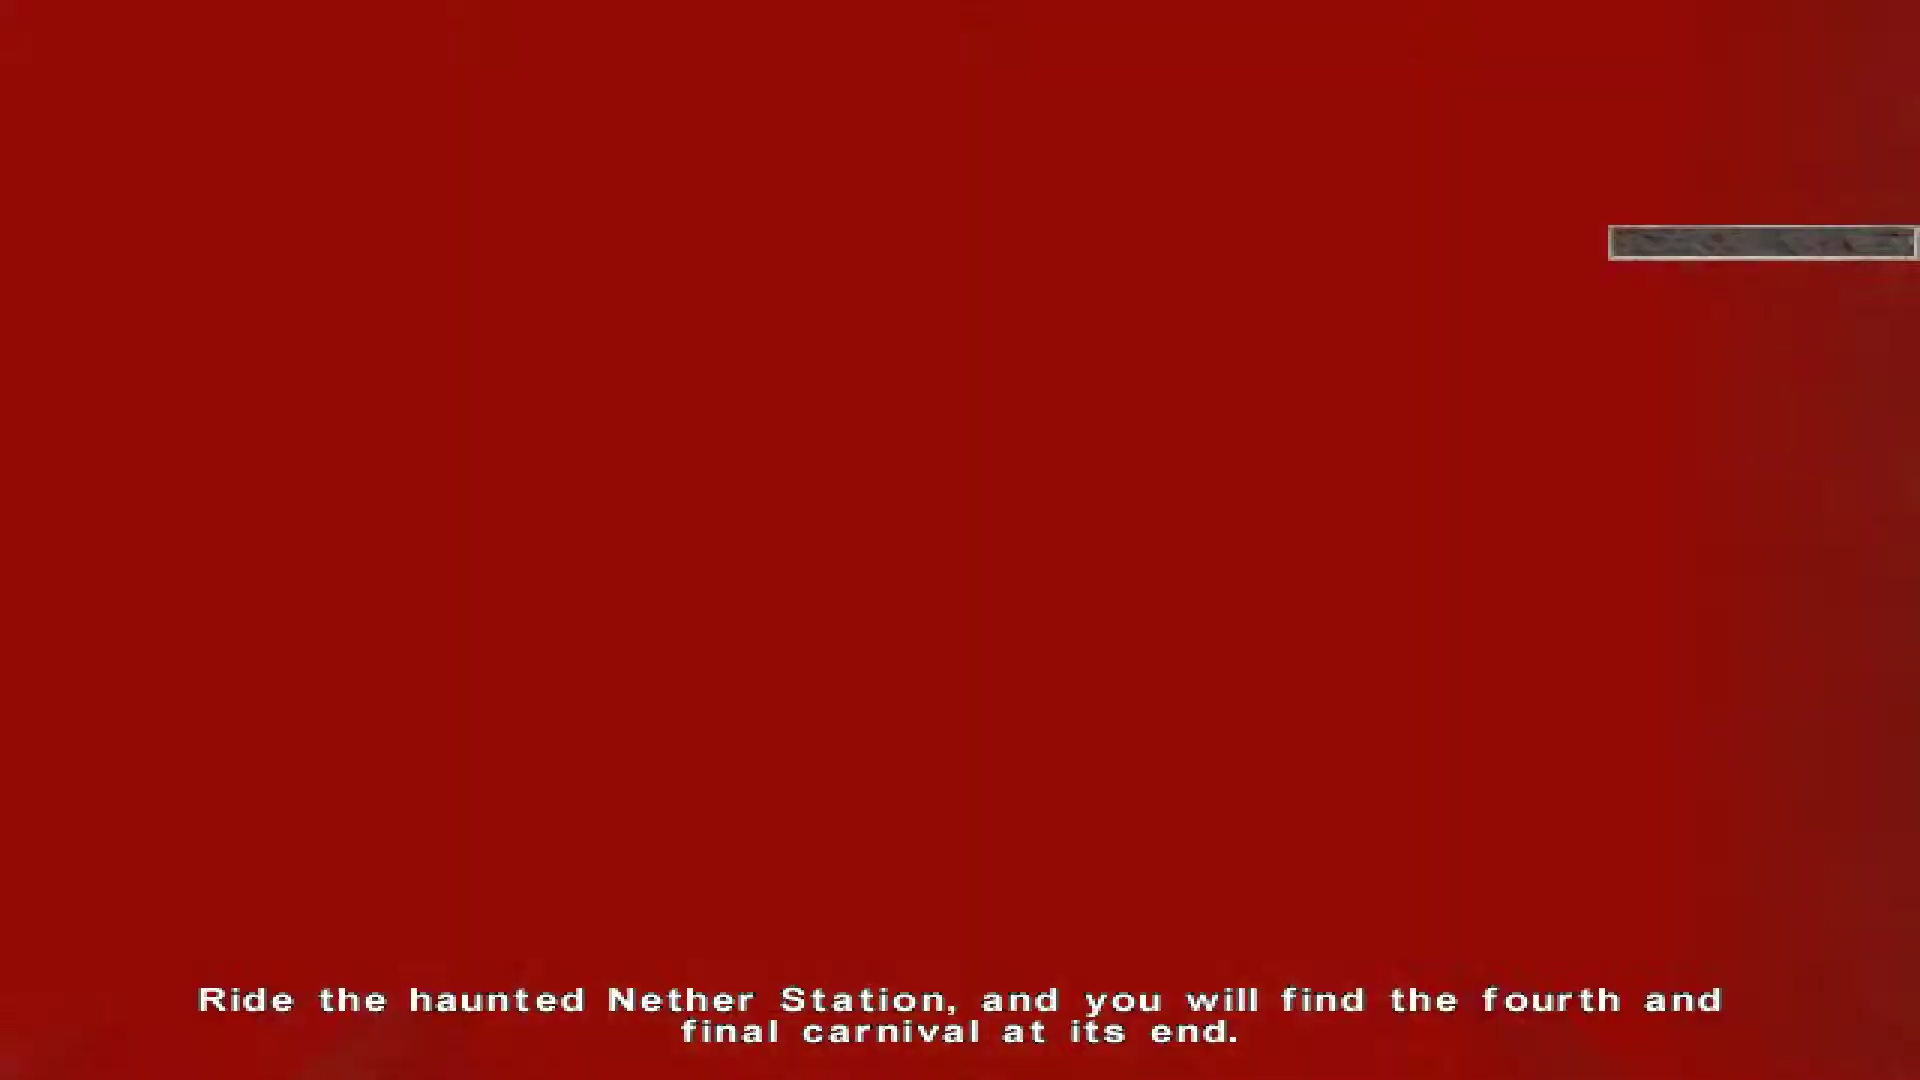 Ride the haunted Nether Station, and you will find the fourth and
final carnival at its end.